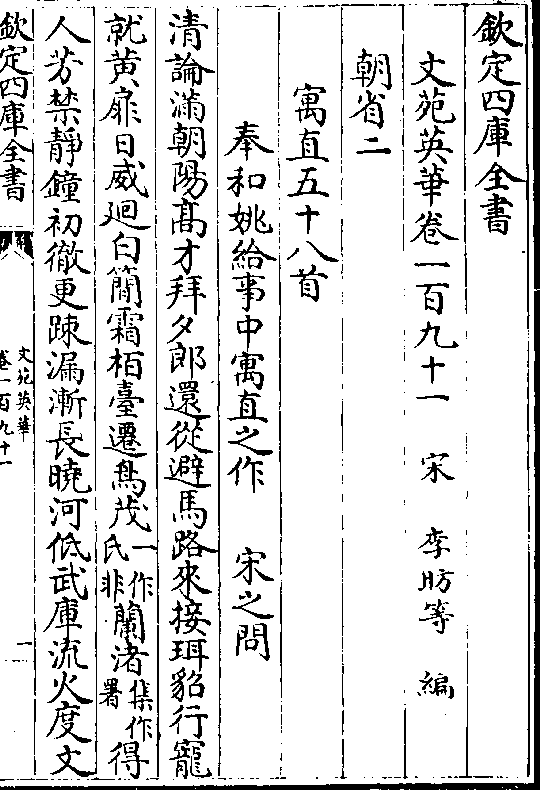 欽定四庫全書
文苑英華卷一百九十一 宋 李昉等 編
朝省二
寓直五十八首
奉和姚給事中寓直之作 宋之問
清論滿朝陽髙才拜夕郎還從避馬路來接珥貂行寵
就黄扉日威廻白簡霜柏臺遷鳥茂一作氏非蘭渚集作署得
人芳禁靜鐘初徹更踈漏漸長曉河低武庫流火度文
欽定四庫全書
文苑英華
卷一百九十一
一